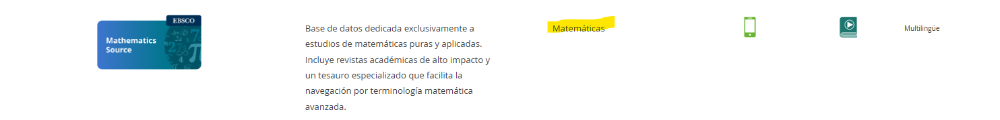 EBSCO
Mathematics
Source
Base de datos dedicada exclusivamente a
estudios de matemáticas puras y aplicadas.
Incluye revistas académicas de alto impacto y
un tesauro especializado que facilita la
navegación por terminología matemática
avanzada.
Matemáticas
Multilingüe